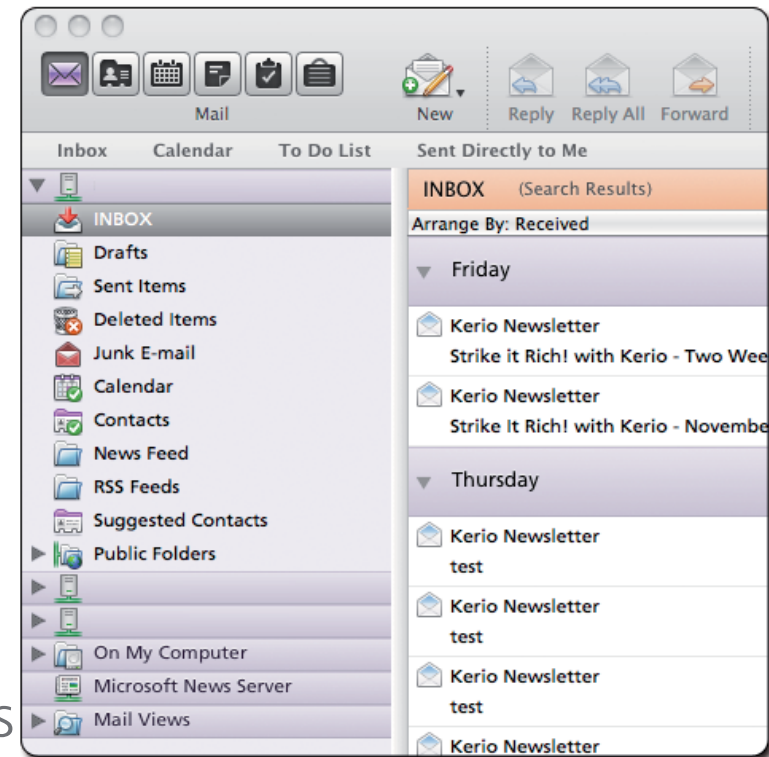 Mail
New
Reply
Reply All
Forward
Inbox
Calendar
To Do List
Sent Directly to Me
INBOX
Drafts
Sent Items
Deleted Items
Junk E-mail
Calendar
Contacts
News Feed
RSS Feeds
Suggested Contacts
Public Folders
On My Computer
Microsoft News Server
S
Mail Views
INBOX (Search Results)
Arrange By: Received
Friday
Kerio Newsletter
Strike it Rich! with Kerio - Two Wee
Kerio Newsletter
Strike It Rich! with Kerio - Novembe
Thursday
Kerio Newsletter
test
Kerio Newsletter
test
Kerio Newsletter
test
Kerio Newsletter